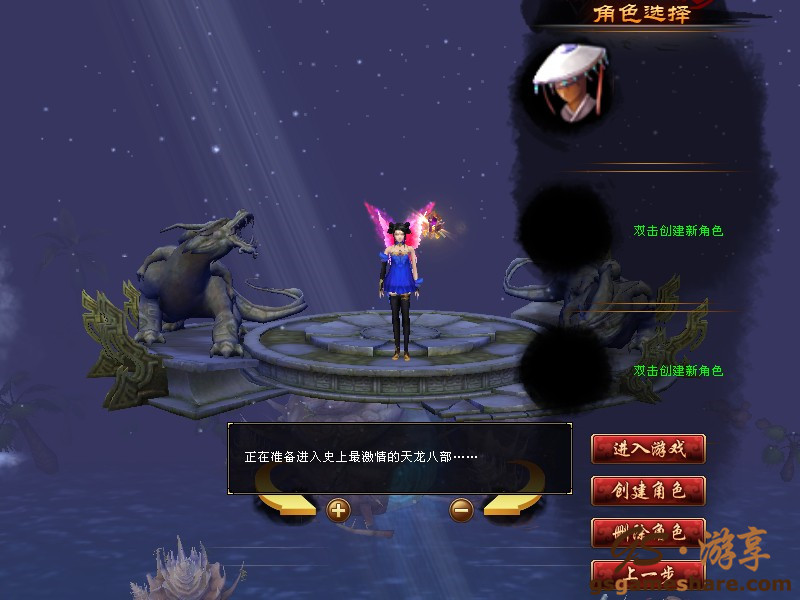 角色选择
双击创建新角色
双击创建新角色
正在准备进入史上最激情的天龙八部……
进入游戏
创建角色
删除角色
上一步
游享
gsgameshare.com